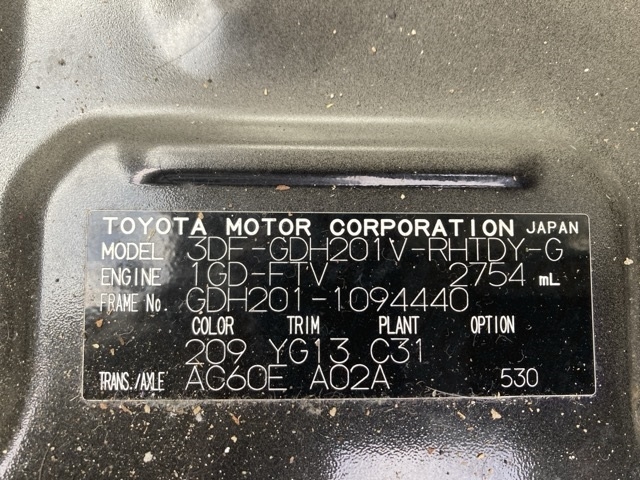 TOYOTA MOTOR CORPORATION JAPAN
MODEL 3DF-GDH201V-RHTDY-G
ENGINE 1GD-FTV 2754 mL
FRAME No. GDH201-1094440
COLOR TRIM PLANT OPTION
209 YG13 C31
TRANS./AXLE AG60E A02A 530